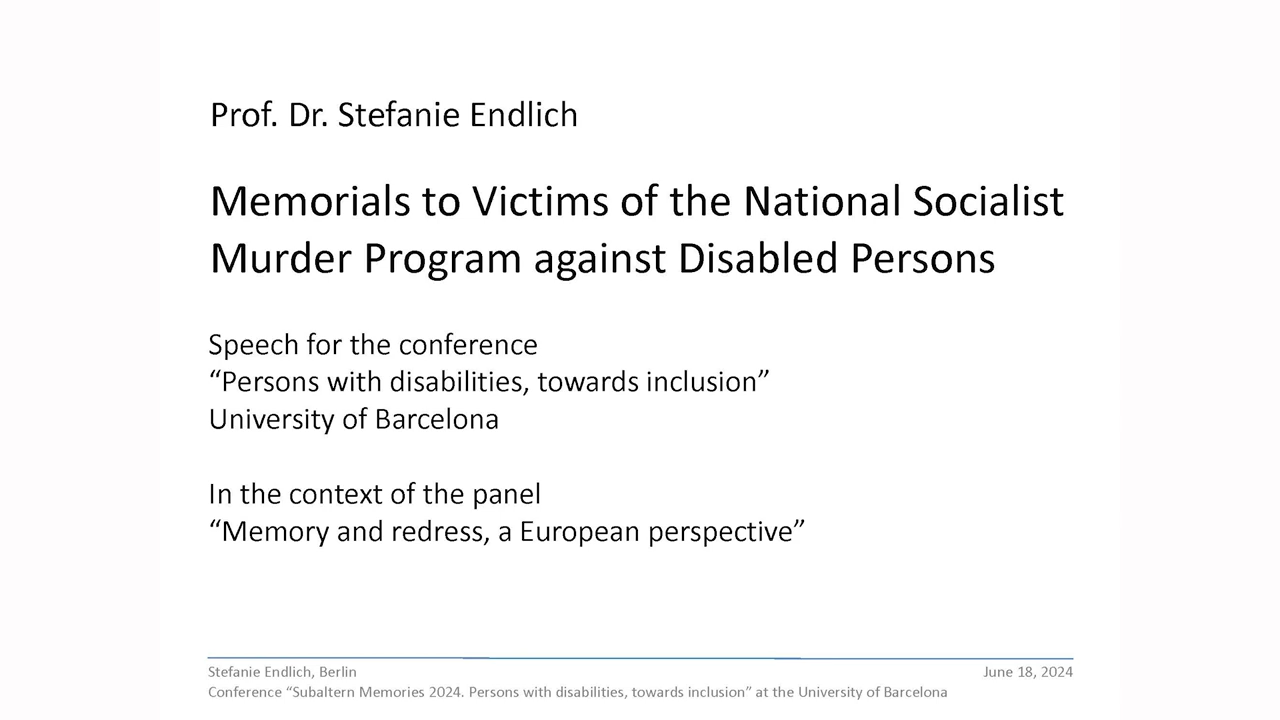 Prof. Dr. Stefanie Endlich
Memorials to Victims of the National Socialist
Murder Program against Disabled Persons
Speech for the conference
“Persons with disabilities, towards inclusion”
University of Barcelona
In the context of the panel
“Memory and redress, a European perspective”
Stefanie Endlich, Berlin
June 18, 2024
Conference “Subaltern Memories 2024. Persons with disabilities, towards inclusion” at the University of Barcelona